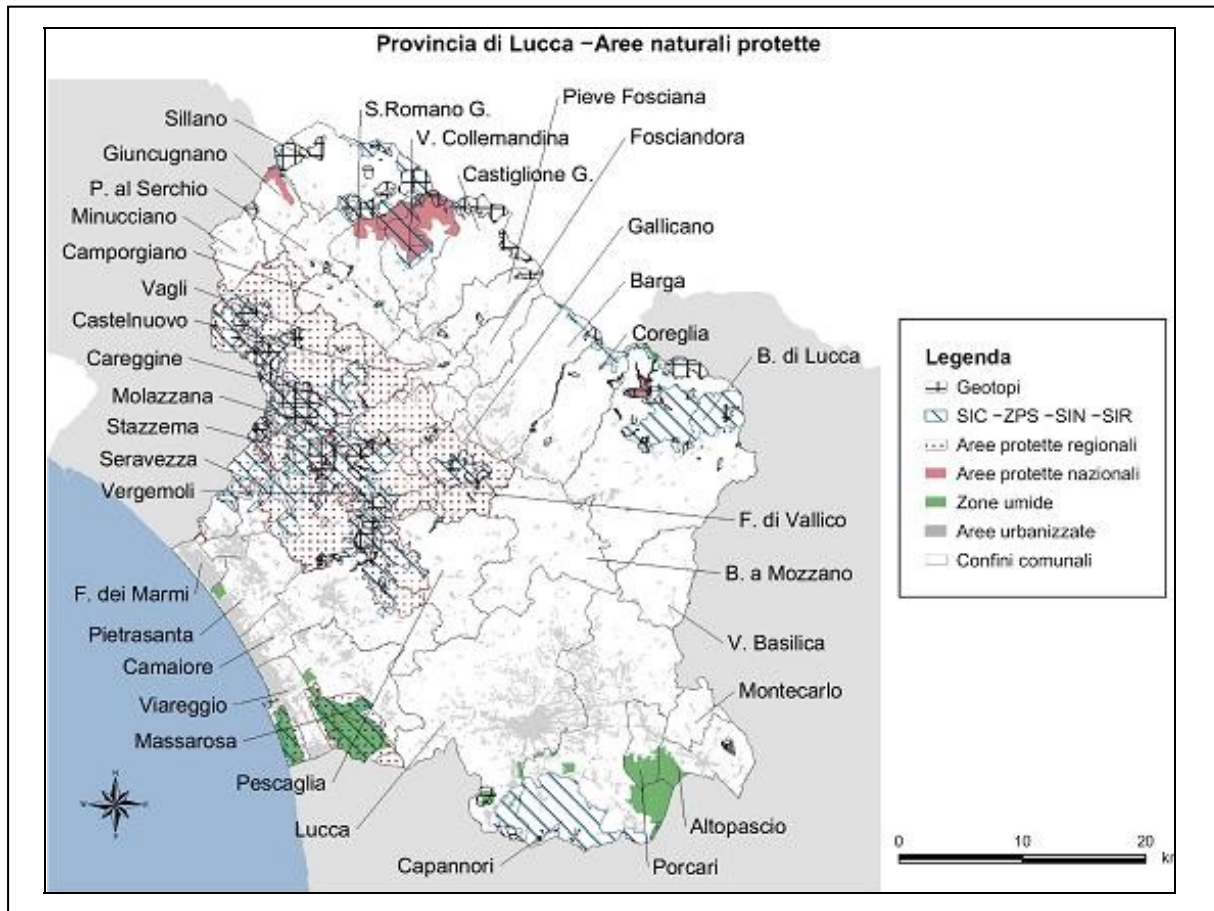 Provincia di Lucca −Aree naturali protette
Pieve Fosciana
S.Romano G.
Sillano
Fosciandora
V. Collemandina
Giuncugnano
Castiglione G.
P. al Serchio
Minucciano
Gallicano
Camporgiano
Barga
Vagli
Castelnuovo
Coreglia
B. di Lucca
Careggine
Molazzana
Stazzema
Seravezza
Vergemoli
Legenda
Geotopi
SIC −ZPS −SIN −SIR
Aree protette regionali
Aree protette nazionali
Zone umide
Aree urbanizzate
Confini comunali
F. di Vallico
B. a Mozzano
F. dei Marmi
Pietrasanta
V. Basilica
Camaiore
Montecarlo
Viareggio
Massarosa
Pescaglia
Lucca
Altopascio
Capannori
Porcari
0 10 20
km